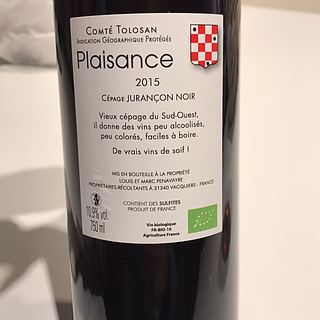 Comté Tolosan
Indication Géographique Protégée
Plaisance
2015
Cépage JURANÇON NOIR
Vieux cépage du Sud-Ouest,
il donne des vins peu alcoolisés,
peu colorés, faciles à boire.
De vrais vins de soif !
MIS EN BOUTEILLE À LA PROPRIÉTÉ
LOUIS ET MARC PENAVAYRE
PROPRIÉTAIRES RÉCOLTANTS À 31340 VACQUIERS - FRANCE
CONTIENT DES SULFITES
PRODUIT DE FRANCE
10,9% vol.
750 ml
Vin biologique
FR-BIO-10
Agriculture France